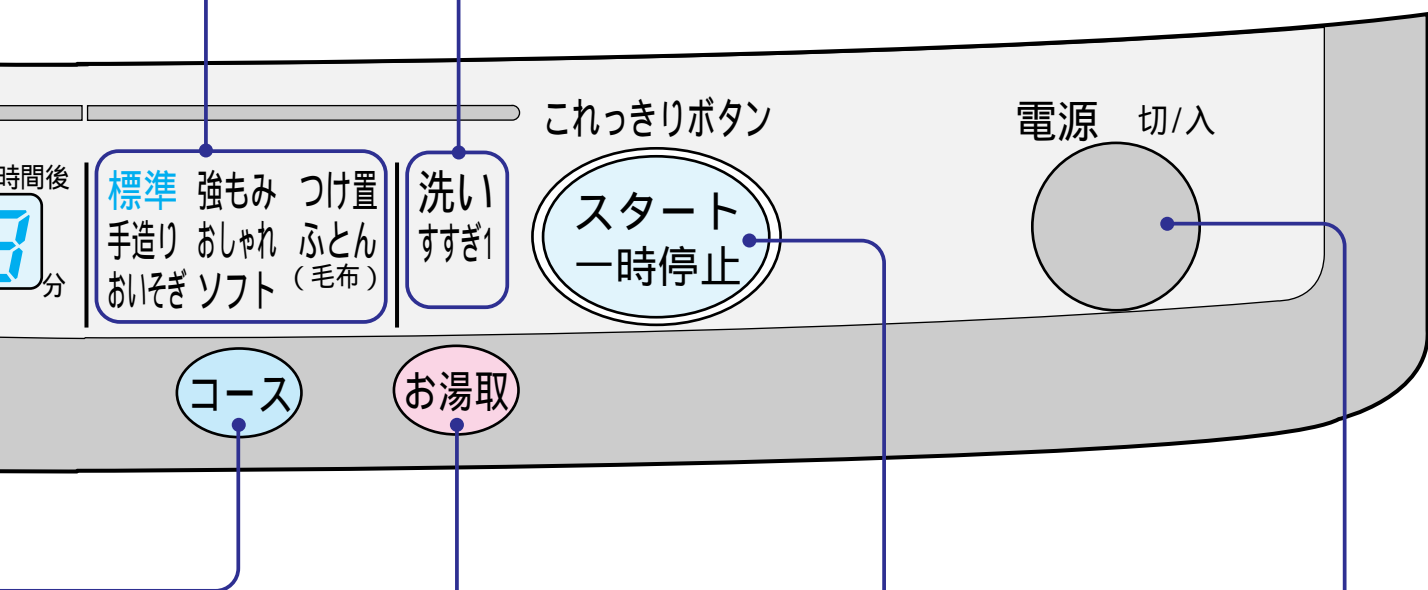 これっきりボタン
電源 切/入
時間後
標準 強もみ つけ置
手造り おしゃれ ふとん
おいそぎ ソフト (毛布)
分
洗い
すすぎ1
スタート
一時停止
コース
お湯取